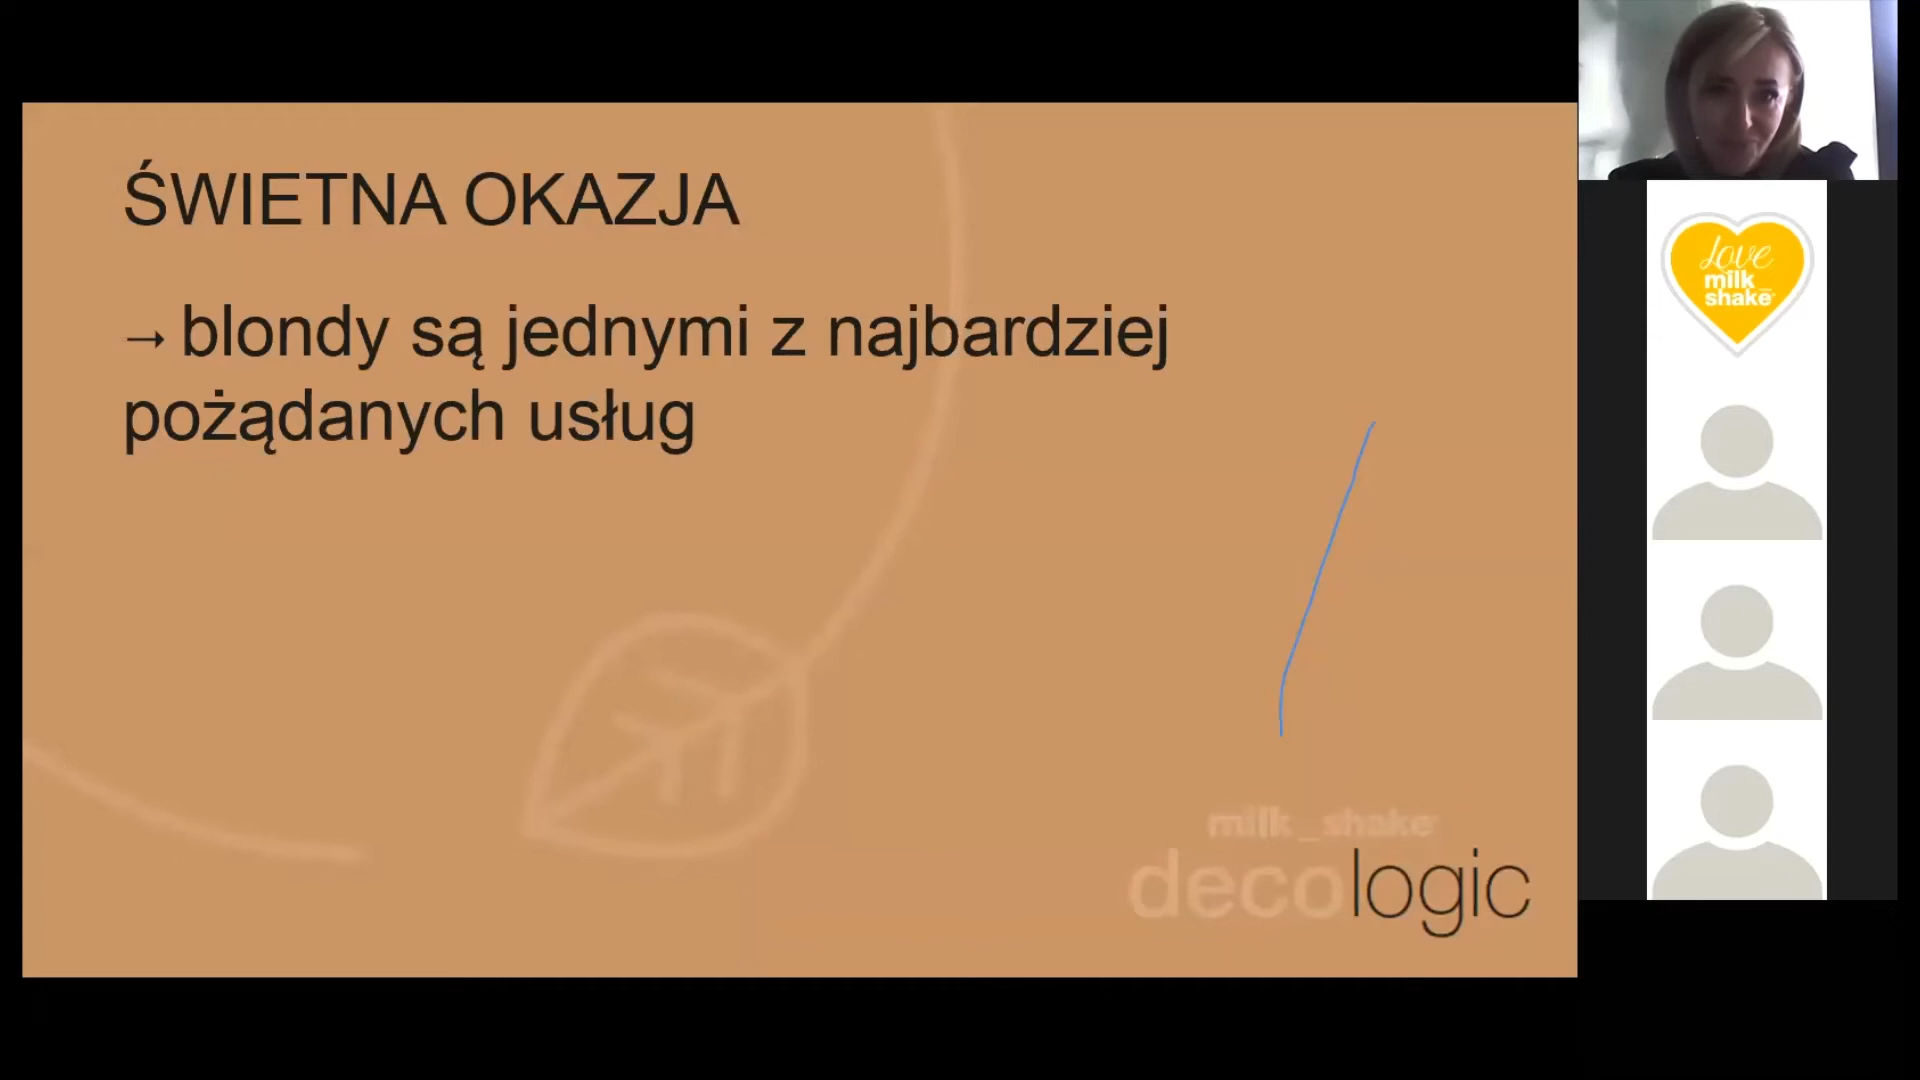 ŚWIETNA OKAZJA
→ blondy są jednymi z najbardziej
pożądanych usług
milk_shake
decologic
Love
milk
shake